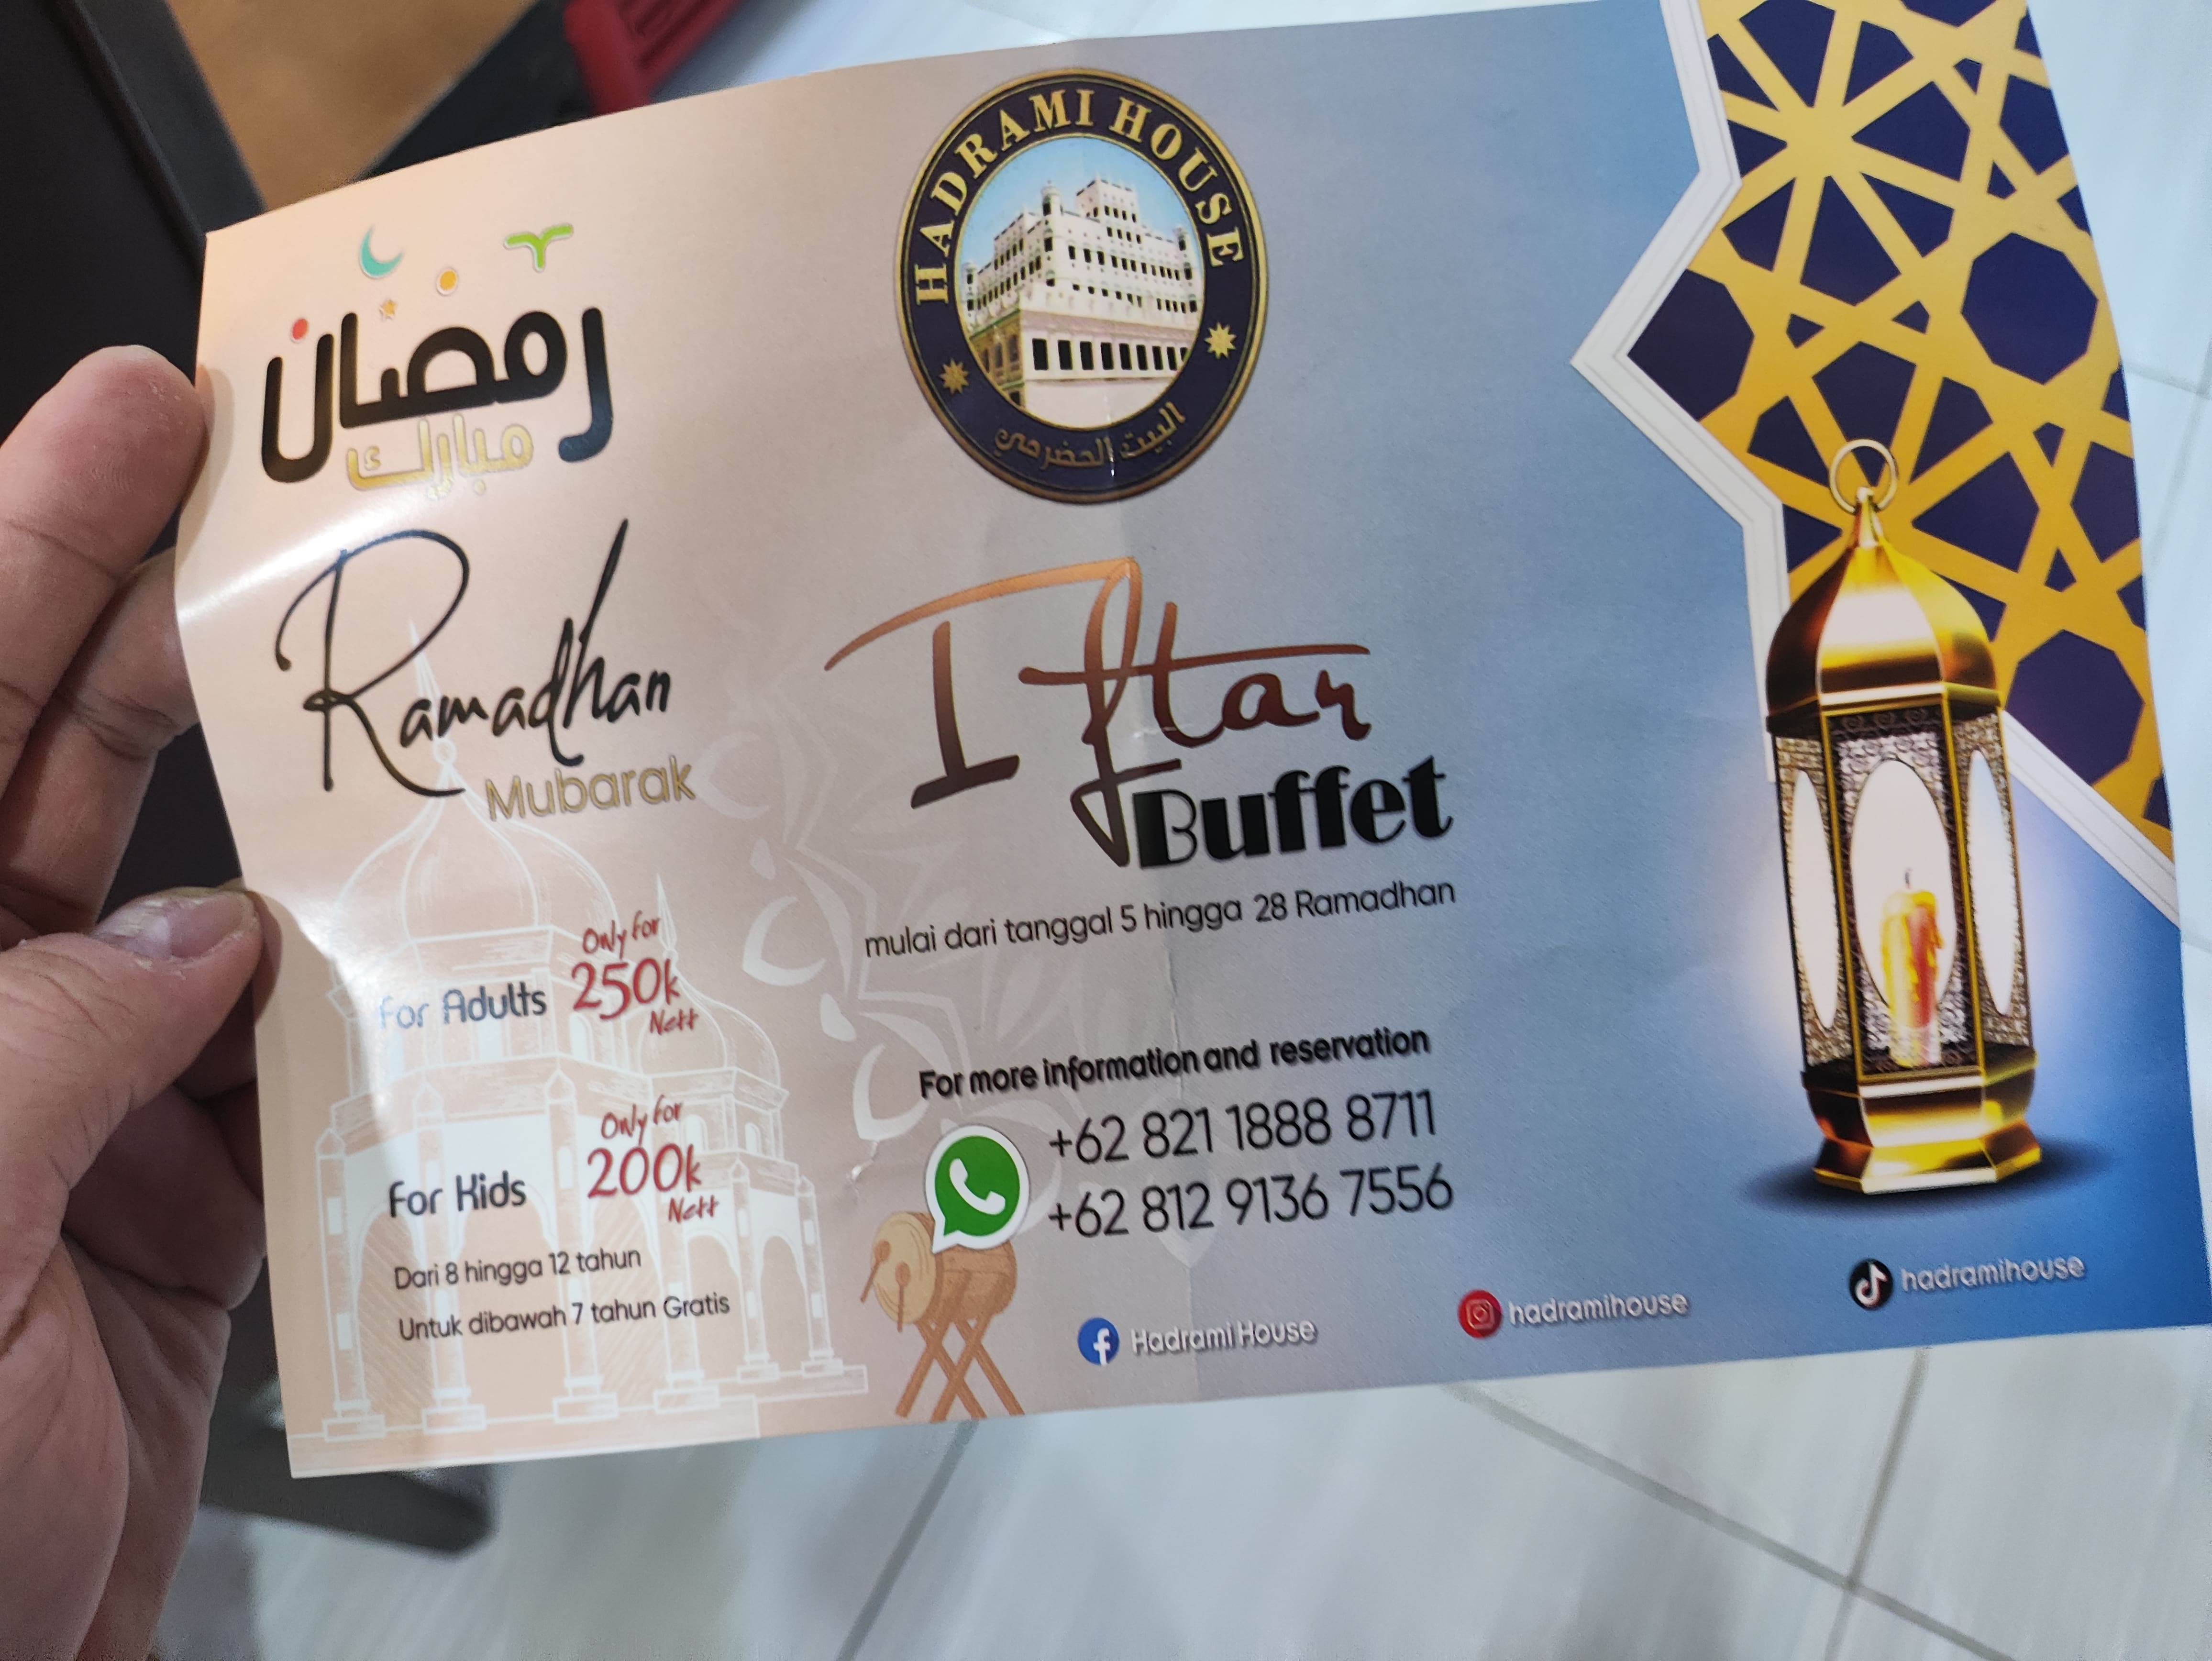 HADRAMI HOUSE
البيت الحضرمي
رمضان
مبارك
Ramadhan
Mubarak
Iftar
Buffet
mulai dari tanggal 5 hingga 28 Ramadhan
For Adults
Only for
250k
Nett
For Kids
Only for
200k
Nett
Dari 8 hingga 12 tahun
Untuk dibawah 7 tahun Gratis
For more information and reservation
+62 821 1888 8711
+62 812 9136 7556
Hadrami House
hadramihouse
hadramihouse